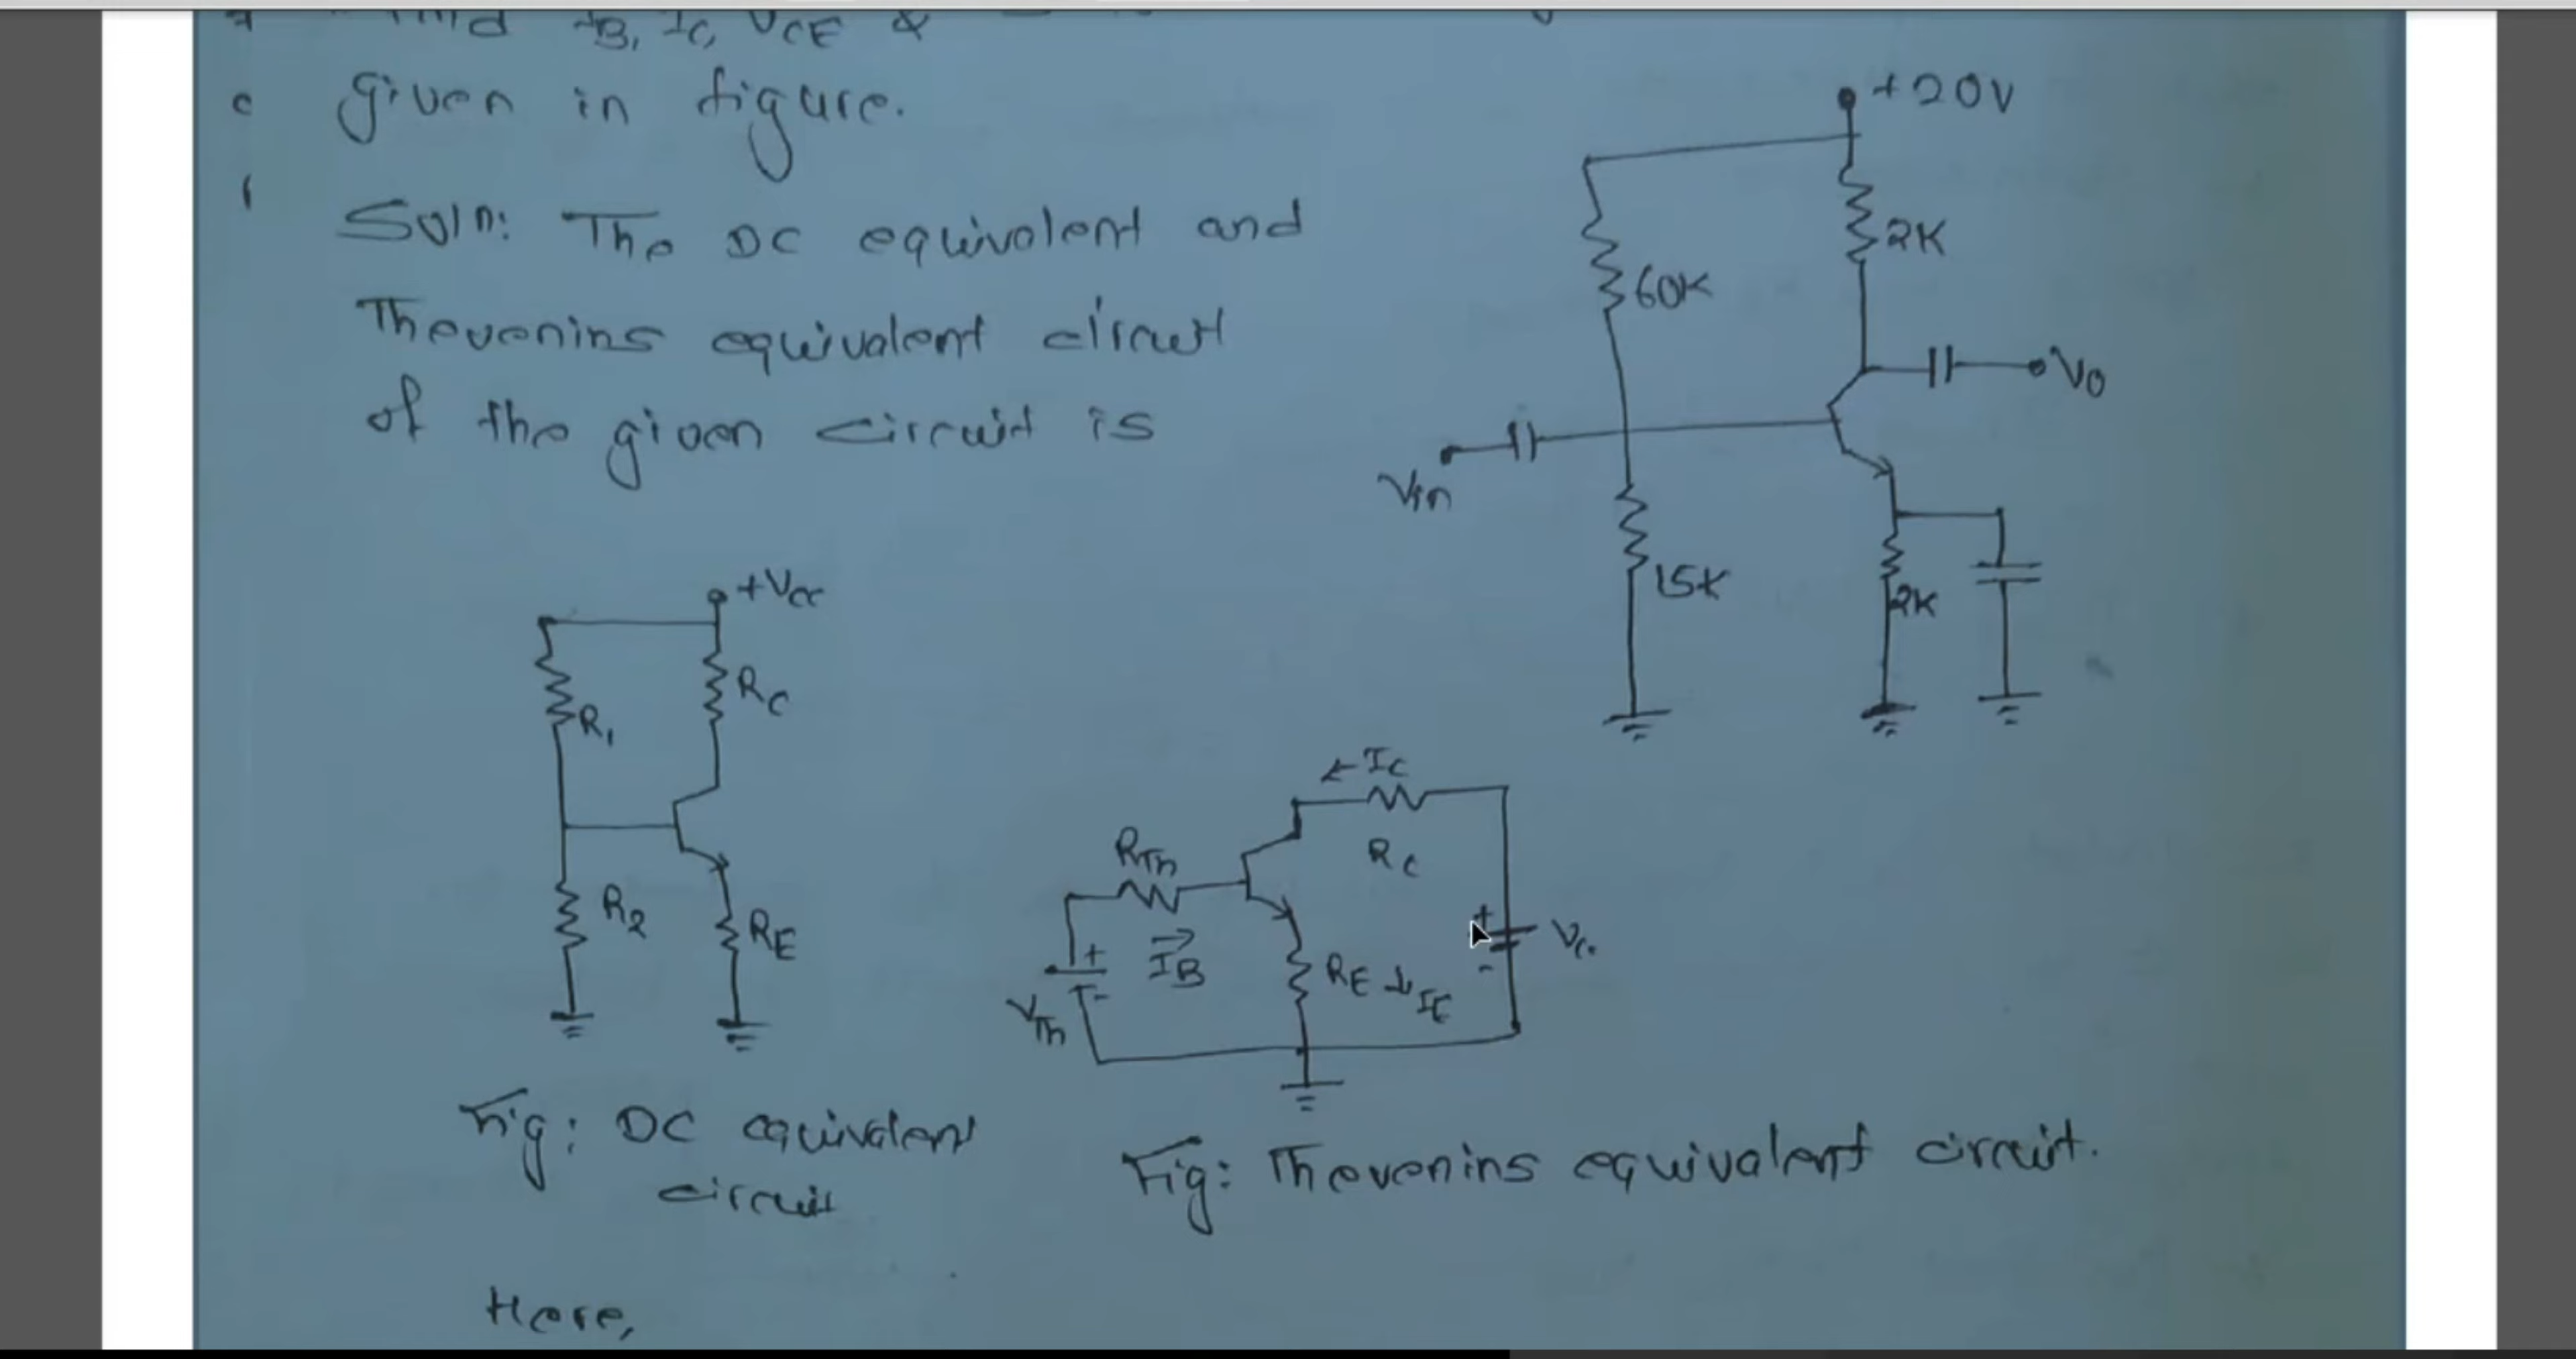 IB, IC, VCE &
given in figure.
Soln: The DC equivalent and
Thevenins equivalent circuit
of the given circuit is
+20V
2K
60K
Vo
Vin
15K
2K
+Vcc
RC
R1
R2
RE
Fig: DC equivalent
circuit
← IC
RTh
RC
+
+
IB
RE ↓ IE
-
-
VTh
Fig: Thevenins equivalent circuit.
Here,